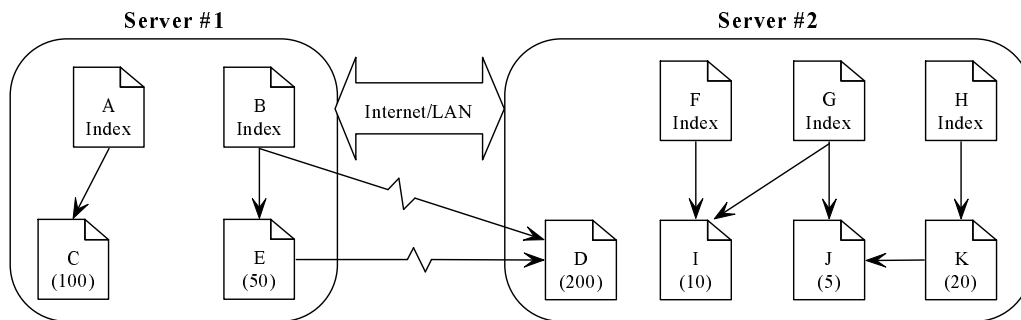 Server #1
Server #2
A
Index
B
Index
Internet/LAN
F
Index
G
Index
H
Index
C
(100)
E
(50)
D
(200)
I
(10)
J
(5)
K
(20)